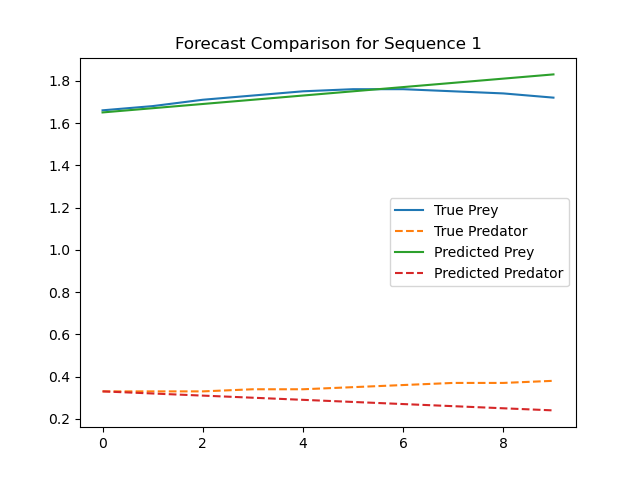 Forecast Comparison for Sequence 1
1.8
1.6
1.4
1.2
1.0
0.8
0.6
0.4
0.2
True Prey
True Predator
Predicted Prey
Predicted Predator
0 2 4 6 8